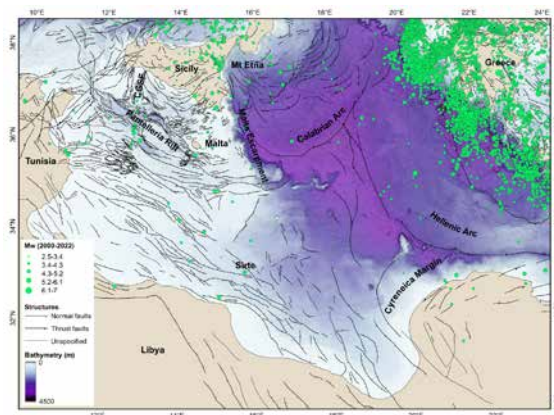 10°E 12°E 14°E 16°E 18°E 20°E 22°E 24°E
38°N
Sicily
Mt Etna
Greece
CGSF
Calabrian Arc
36°N
Pantelleria Rift
Malta Escarpment
Malta
Tunisia
34°N
Hellenic Arc
Sirte
Cyrenaica Margin
32°N
Libya
Mw (2003-2022)
2.5-3.4
3.4-4.3
4.3-5.2
5.2-6.1
6.1-7
Structures
Normal faults
Thrust faults
Unspecified
Bathymetry (m)
0
4800